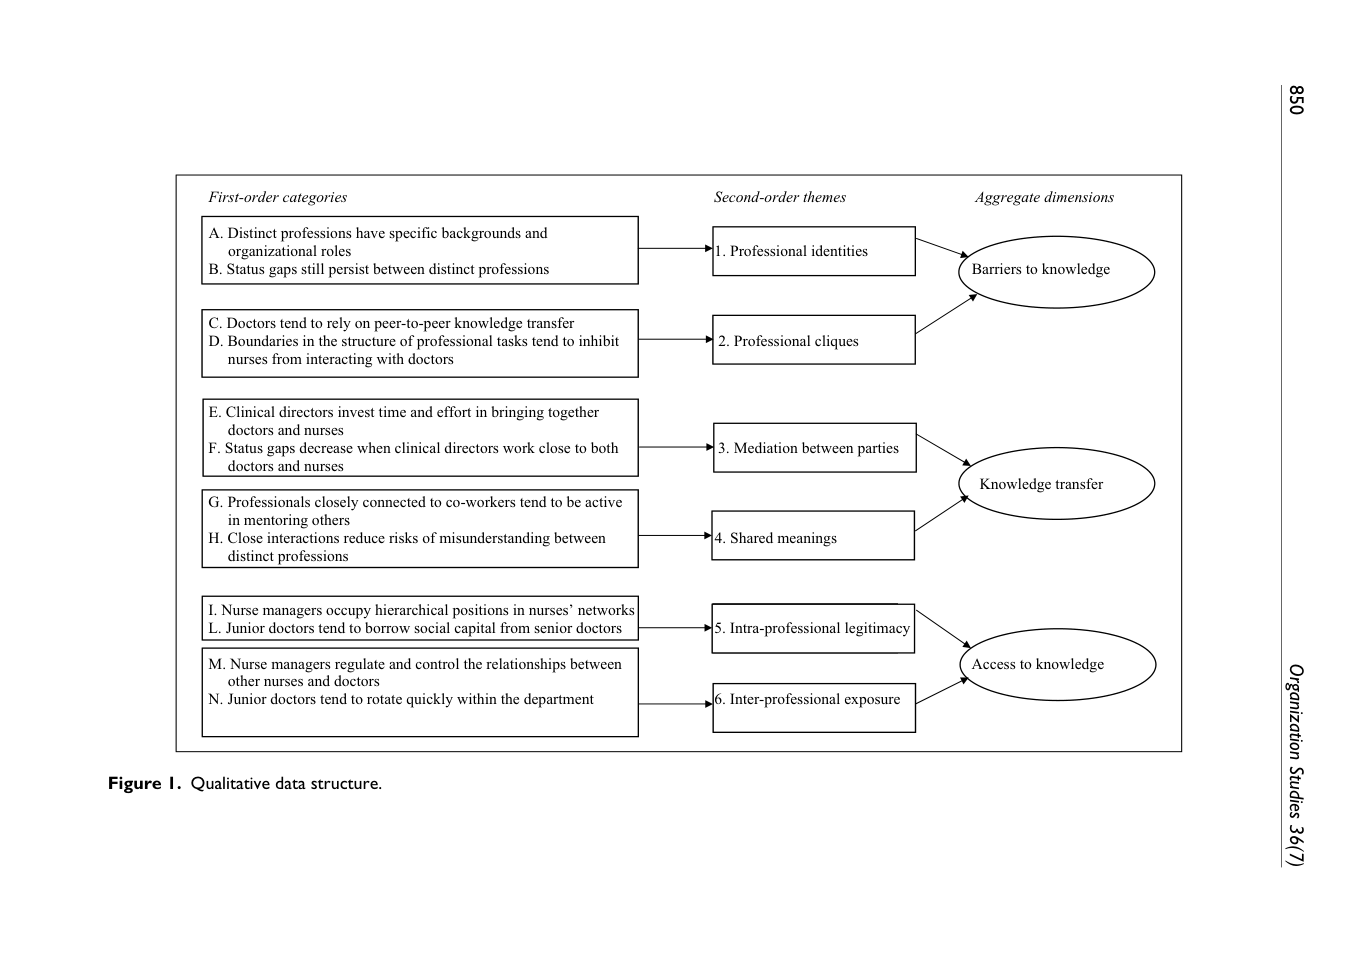 850
Organization Studies 36(7)
First-order categories
Second-order themes
Aggregate dimensions
A. Distinct professions have specific backgrounds and
organizational roles
B. Status gaps still persist between distinct professions
1. Professional identities
Barriers to knowledge
C. Doctors tend to rely on peer-to-peer knowledge transfer
D. Boundaries in the structure of professional tasks tend to inhibit
nurses from interacting with doctors
2. Professional cliques
E. Clinical directors invest time and effort in bringing together
doctors and nurses
F. Status gaps decrease when clinical directors work close to both
doctors and nurses
3. Mediation between parties
Knowledge transfer
G. Professionals closely connected to co-workers tend to be active
in mentoring others
H. Close interactions reduce risks of misunderstanding between
distinct professions
4. Shared meanings
I. Nurse managers occupy hierarchical positions in nurses’ networks
L. Junior doctors tend to borrow social capital from senior doctors
5. Intra-professional legitimacy
Access to knowledge
M. Nurse managers regulate and control the relationships between
other nurses and doctors
N. Junior doctors tend to rotate quickly within the department
6. Inter-professional exposure
Figure 1. Qualitative data structure.